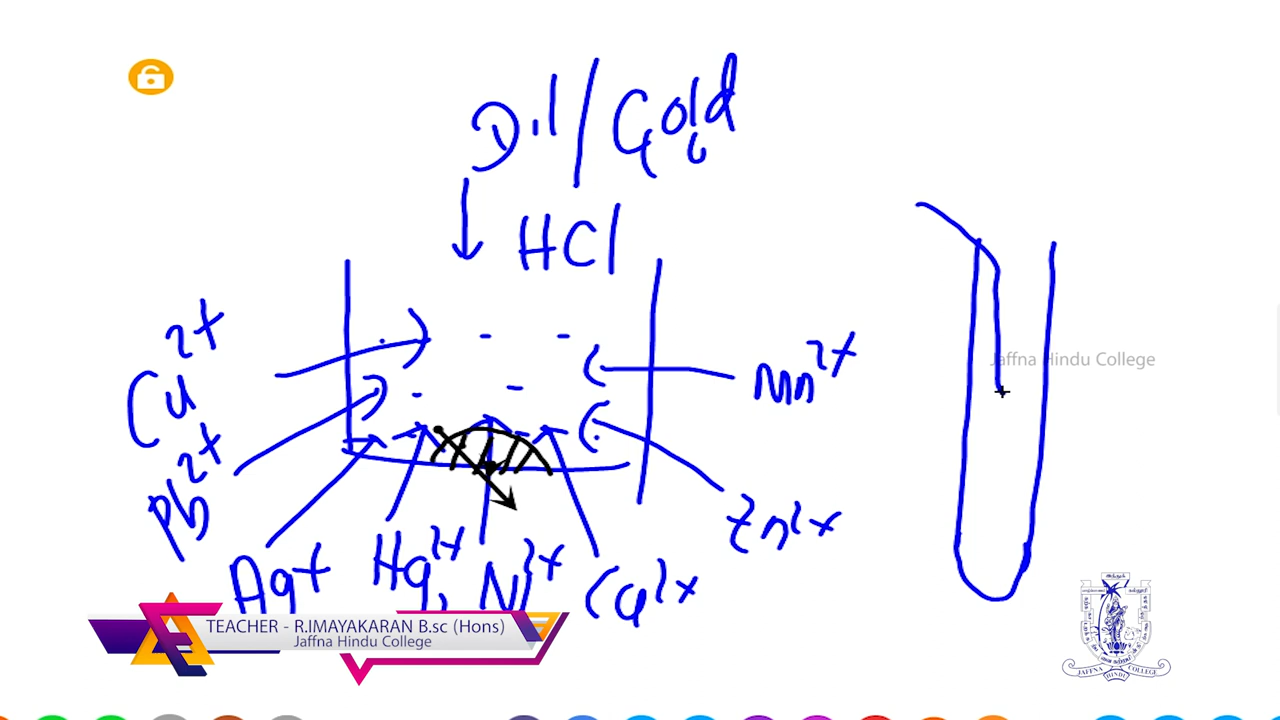 Dil/Cold
HCl
Cu2+
Mn2+
Pb2+
Zn2+
Ag+
Hg2+
Ni2+
Ca2+
Jaffna Hindu College
TEACHER - R.IMAYAKARAN B.sc (Hons)
Jaffna Hindu College